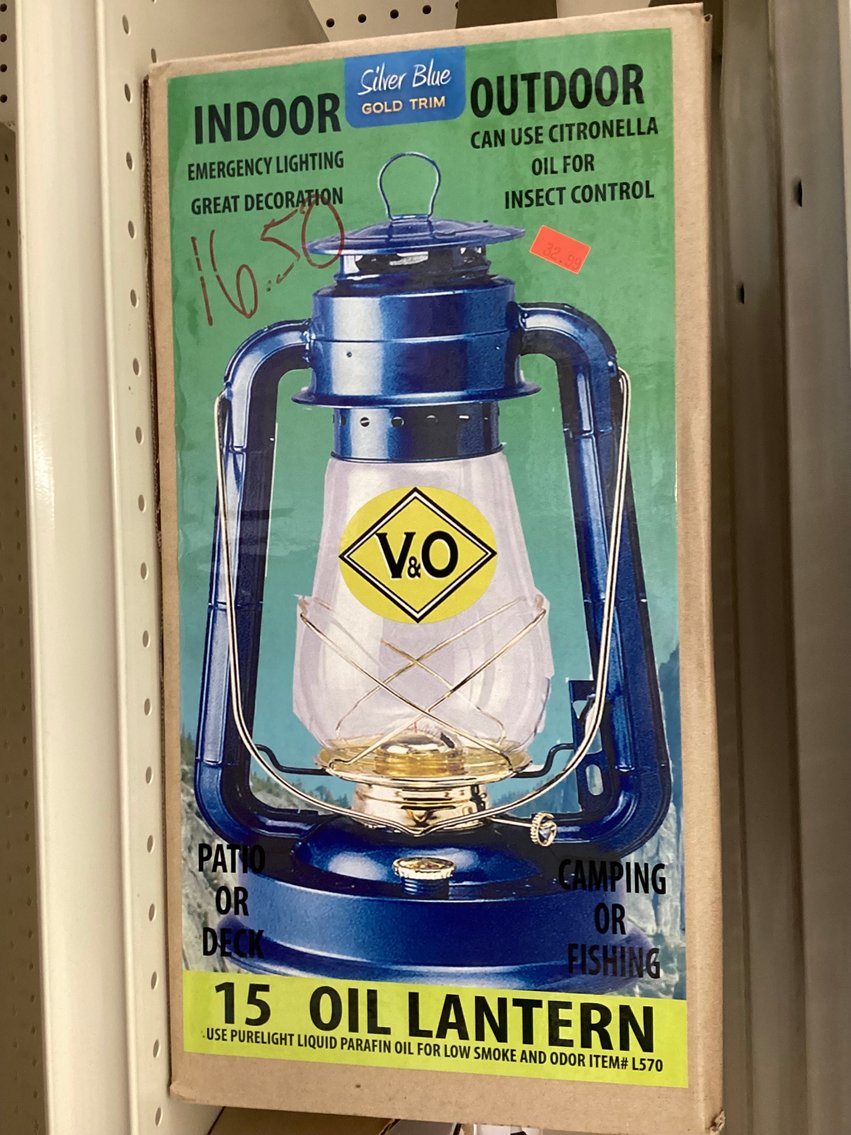 Silver Blue
GOLD TRIM
INDOOR
EMERGENCY LIGHTING
GREAT DECORATION
OUTDOOR
CAN USE CITRONELLA
OIL FOR
INSECT CONTROL
16.50
32.99
V&O
PATIO
OR
DECK
CAMPING
OR
FISHING
15 OIL LANTERN
USE PURELIGHT LIQUID PARAFIN OIL FOR LOW SMOKE AND ODOR ITEM# L570